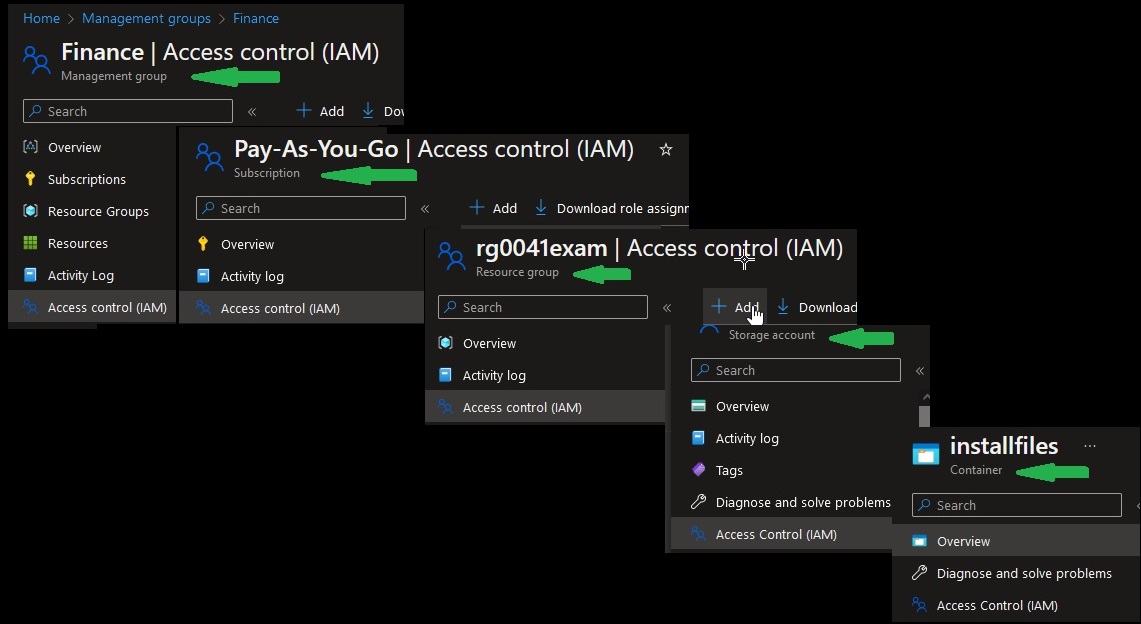 Home > Management groups > Finance
Finance | Access control (IAM)
Management group
Search
« + Add
Overview
Subscriptions
Resource Groups
Resources
Activity Log
Access control (IAM)
Pay-As-You-Go | Access control (IAM)
Subscription
Search
« + Add Download role
Overview
Activity log
Access control (IAM)
rg0041exam | Access control (IAM)
Resource group
Search
« + Add Download
Overview
Activity log
Access control (IAM)
Storage account
Search
«
Overview
Activity log
Tags
Diagnose and solve problems
Access Control (IAM)
installfiles ...
Container
Search
Overview
Diagnose and solve problems
Access Control (IAM)